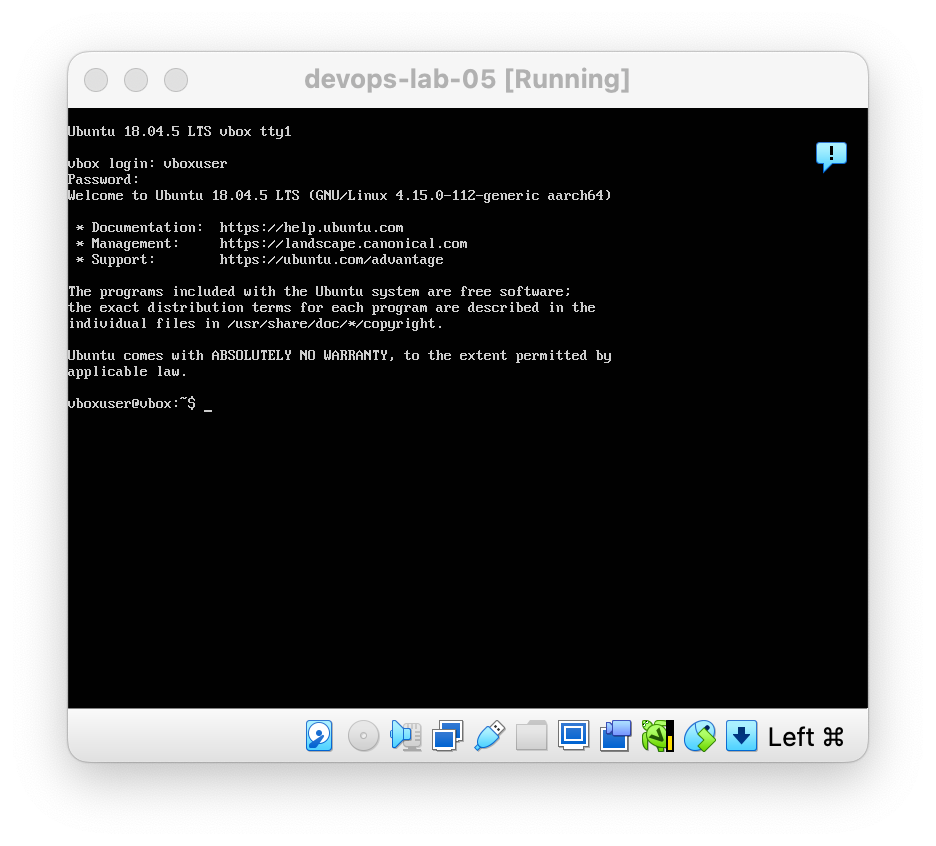 devops-lab-05 [Running]
Ubuntu 18.04.5 LTS vbox tty1
vbox login: vboxuser
Password:
Welcome to Ubuntu 18.04.5 LTS (GNU/Linux 4.15.0-112-generic aarch64)
* Documentation: https://help.ubuntu.com
* Management: https://landscape.canonical.com
* Support: https://ubuntu.com/advantage
The programs included with the Ubuntu system are free software;
the exact distribution terms for each program are described in the
individual files in /usr/share/doc/*/copyright.
Ubuntu comes with ABSOLUTELY NO WARRANTY, to the extent permitted by
applicable law.
vboxuser@vbox:~$ _
Left ⌘